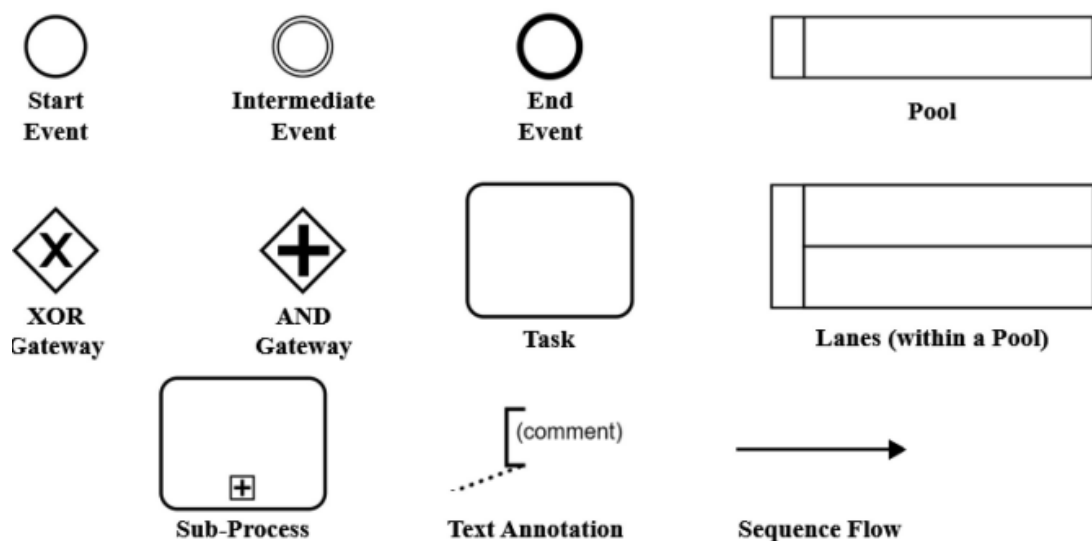 Start
Event
Intermediate
Event
End
Event
Pool
X
XOR
Gateway
AND
Gateway
Task
Lanes (within a Pool)
Sub-Process
(comment)
Text Annotation
Sequence Flow